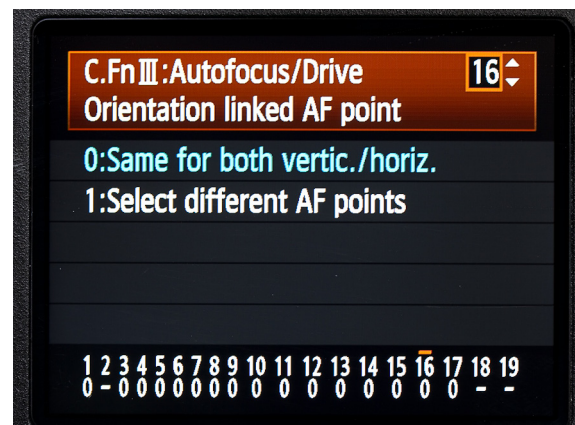 C.Fn III:Autofocus/Drive 16
Orientation linked AF point
0:Same for both vertic./horiz.
1:Select different AF points
1 2 3 4 5 6 7 8 9 10 11 12 13 14 15 16 17 18 19
0 - 0 0 0 0 0 0 0 0 0 0 0 0 0 0 0 - -